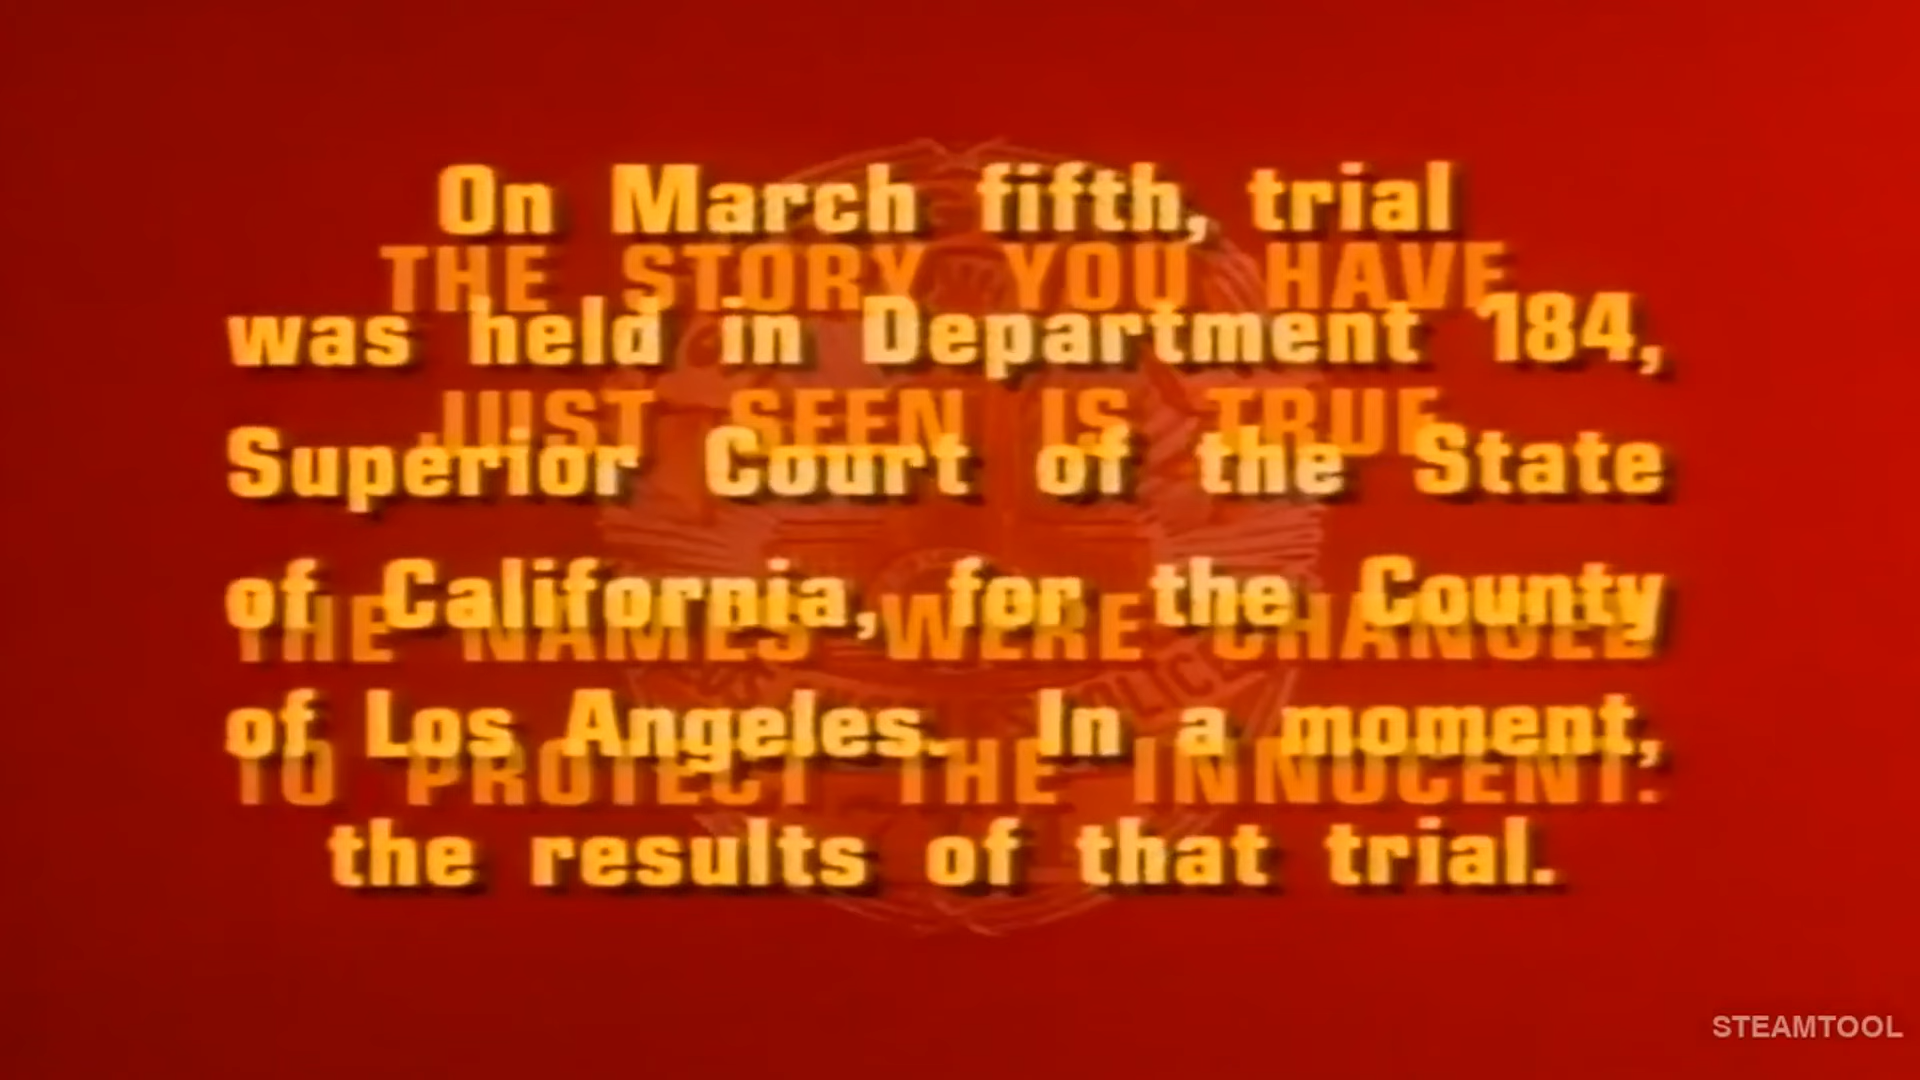 On March fifth, trial
THE STORY YOU HAVE
was held in Department 184,
JUST SEEN IS TRUE
Superior Court of the State
of California, for the County
THE NAMES WERE CHANGED
of Los Angeles. In a moment,
TO PROTECT THE INNOCENT.
the results of that trial.
POLICE
STEAMTOOL